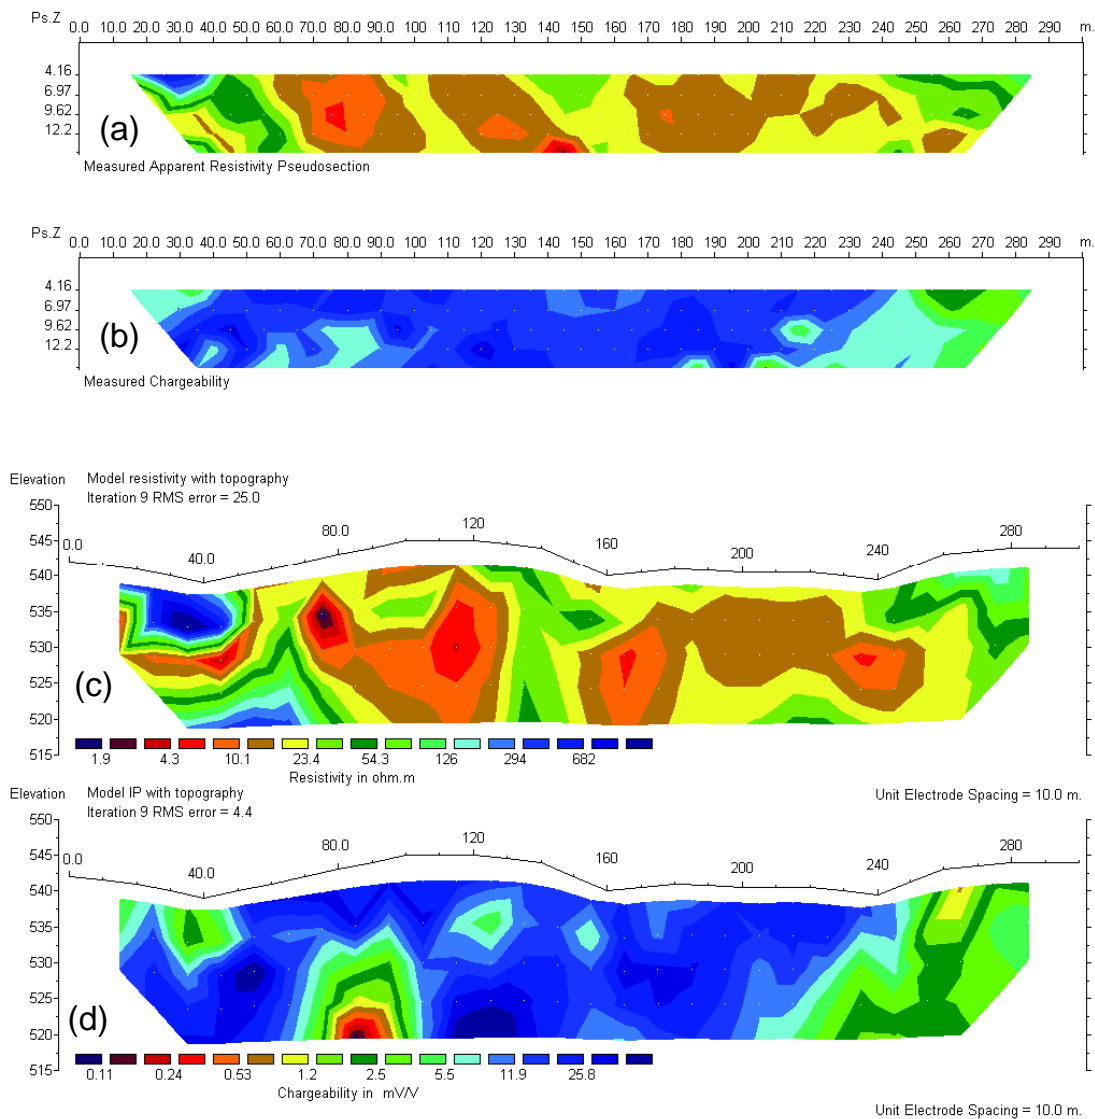 Ps.Z
0.0 10.0 20.0 30.0 40.0 50.0 60.0 70.0 80.0 90.0 100 110 120 130 140 150 160 170 180 190 200 210 220 230 240 250 260 270 280 290 m.
4.16
6.97
9.62
12.2
(a)
Measured Apparent Resistivity Pseudosection
Ps.Z
0.0 10.0 20.0 30.0 40.0 50.0 60.0 70.0 80.0 90.0 100 110 120 130 140 150 160 170 180 190 200 210 220 230 240 250 260 270 280 290 m.
4.16
6.97
9.62
12.2
(b)
Measured Chargeability
Elevation Model resistivity with topography
Iteration 9 RMS error = 25.0
550
545
540
535
530
525
520
515
0.0 40.0 80.0 120 160 200 240 280
(c)
1.9 4.3 10.1 23.4 54.3 126 294 682
Resistivity in ohm.m
Unit Electrode Spacing = 10.0 m.
Elevation Model IP with topography
Iteration 9 RMS error = 4.4
550
545
540
535
530
525
520
515
0.0 40.0 80.0 120 160 200 240 280
(d)
0.11 0.24 0.53 1.2 2.5 5.5 11.9 25.8
Chargeability in mV/V
Unit Electrode Spacing = 10.0 m.